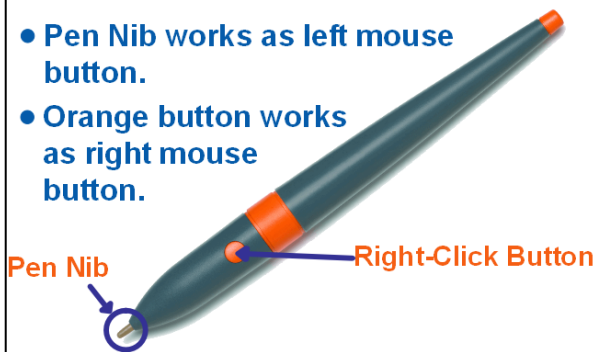 • Pen Nib works as left mouse
button.
• Orange button works
as right mouse
button.
Right-Click Button
Pen Nib